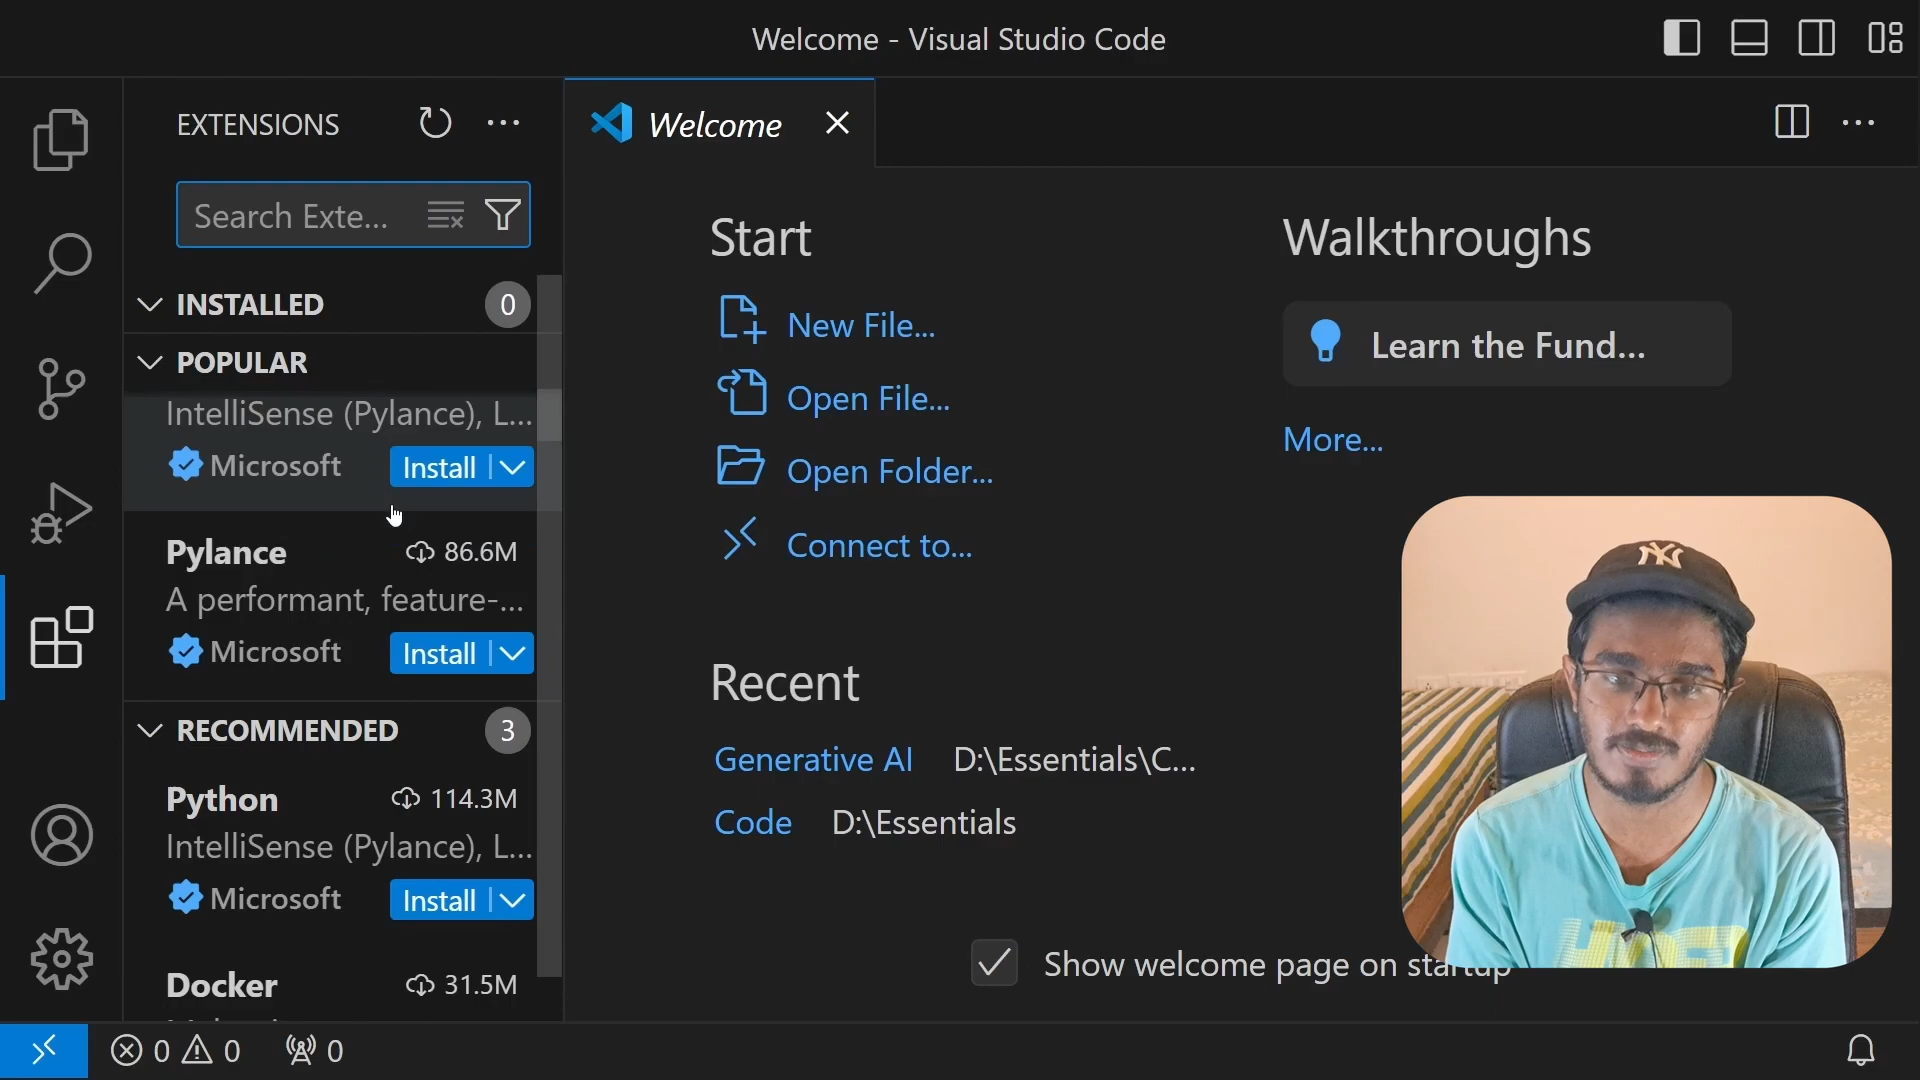 Welcome - Visual Studio Code
EXTENSIONS
Search Exte...
INSTALLED 0
POPULAR
IntelliSense (Pylance), L...
Microsoft Install
Pylance 86.6M
A performant, feature-...
Microsoft Install
RECOMMENDED 3
Python 114.3M
IntelliSense (Pylance), L...
Microsoft Install
Docker 31.5M
Welcome
Start
New File...
Open File...
Open Folder...
Connect to...
Recent
Generative AI D:\Essentials\C...
Code D:\Essentials
Walkthroughs
Learn the Fund...
More...
NY
Show welcome page on startup
0 0 0